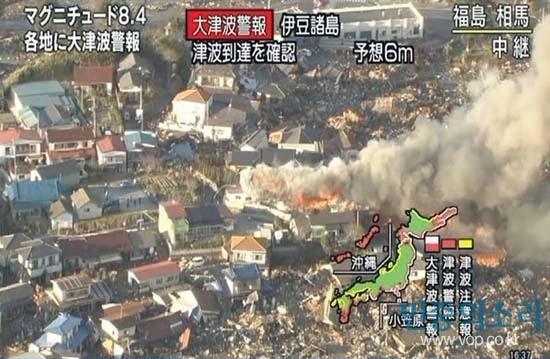 マグニチュード8.4
各地に大津波警報
大津波警報 伊豆諸島
津波到達を確認 予想6m
福島 相馬
中継
沖縄
小笠原
大津波警報
津波警報
津波注意報
www.vop.co.kr
16:37